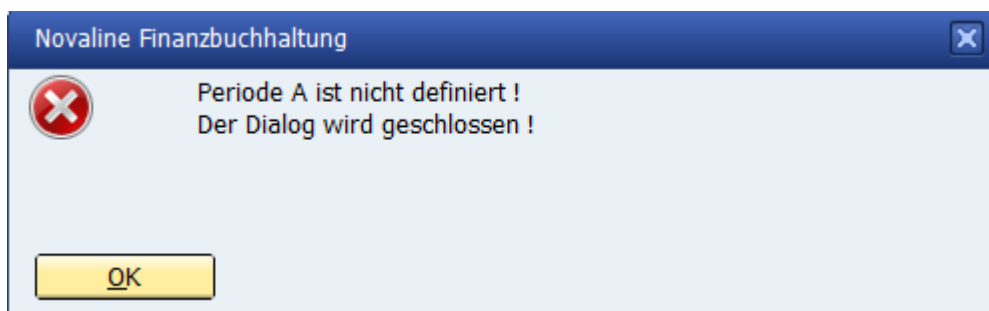 Novaline Finanzbuchhaltung
Periode A ist nicht definiert !
Der Dialog wird geschlossen !
OK